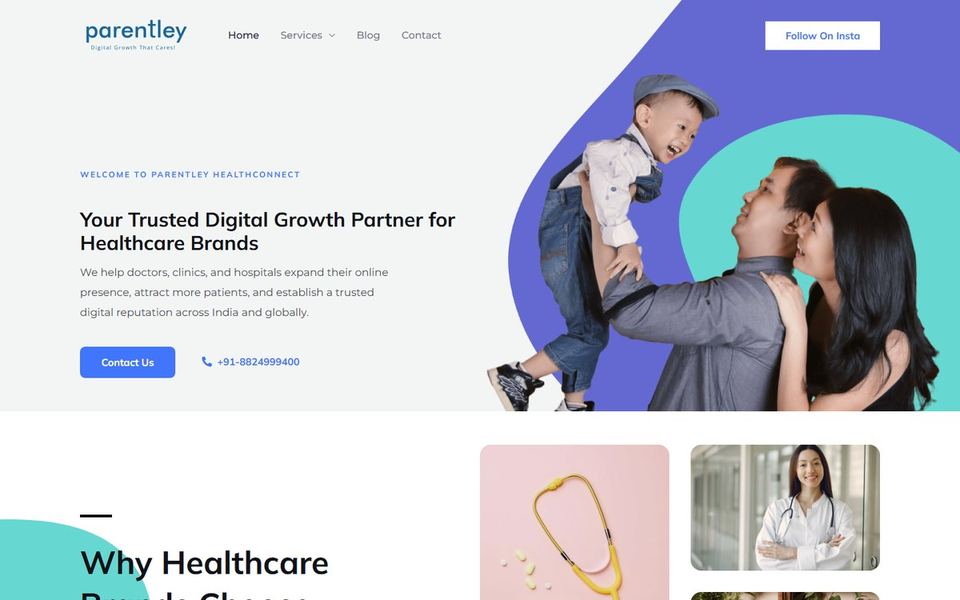 parentley
Digital Growth That Cares!
Home
Services
Blog
Contact
Follow On Insta
WELCOME TO PARENTLEY HEALTHCONNECT
Your Trusted Digital Growth Partner for
Healthcare Brands
We help doctors, clinics, and hospitals expand their online
presence, attract more patients, and establish a trusted
digital reputation across India and globally.
Contact Us
+91-8824999400
Why Healthcare
Brands Choose